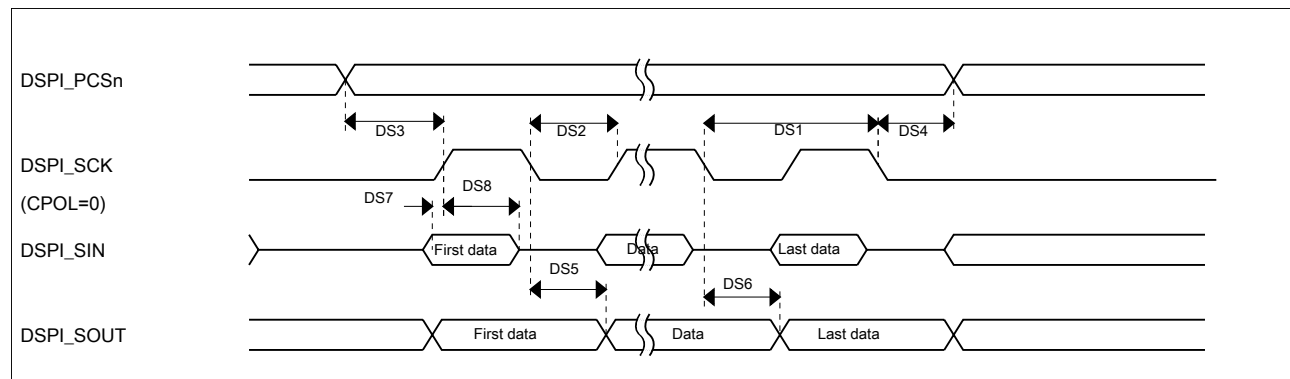 DSPI_PCSn
DS3
DS2
DS1
DS4
DSPI_SCK
(CPOL=0)
DS7
DS8
DSPI_SIN
First data
Data
Last data
DS5
DS6
DSPI_SOUT
First data
Data
Last data